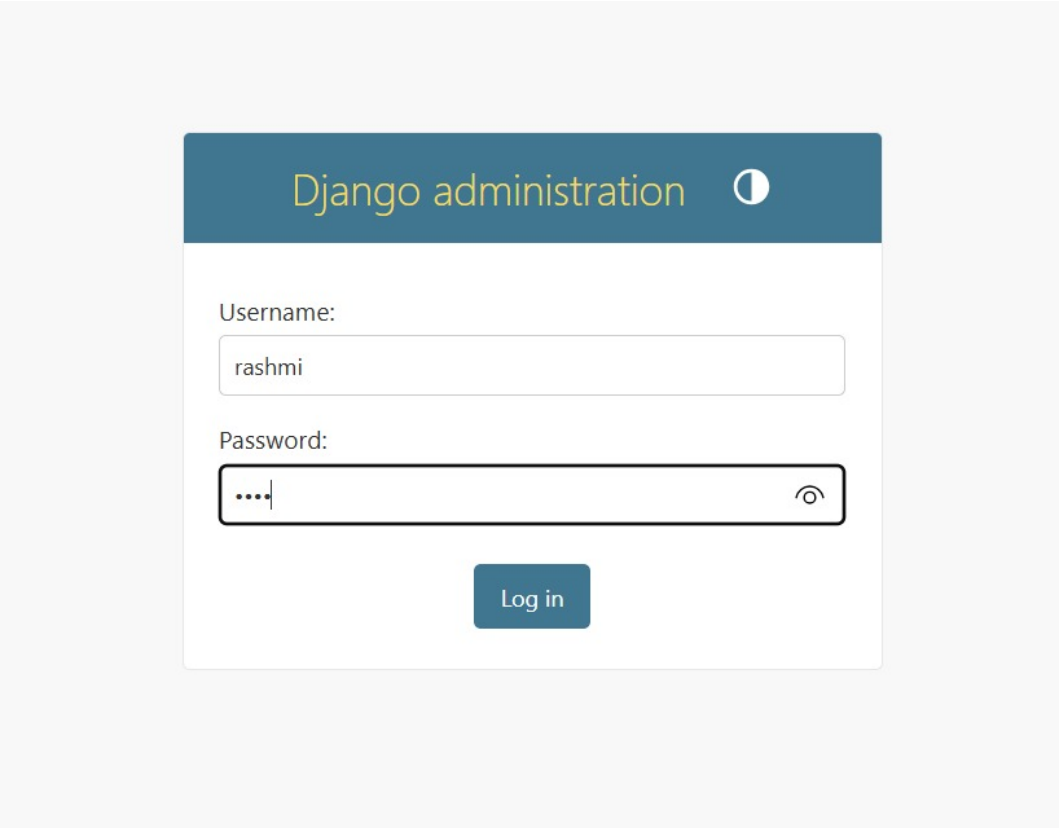 Django administration
Username:
rashmi
Password:
••••
Log in